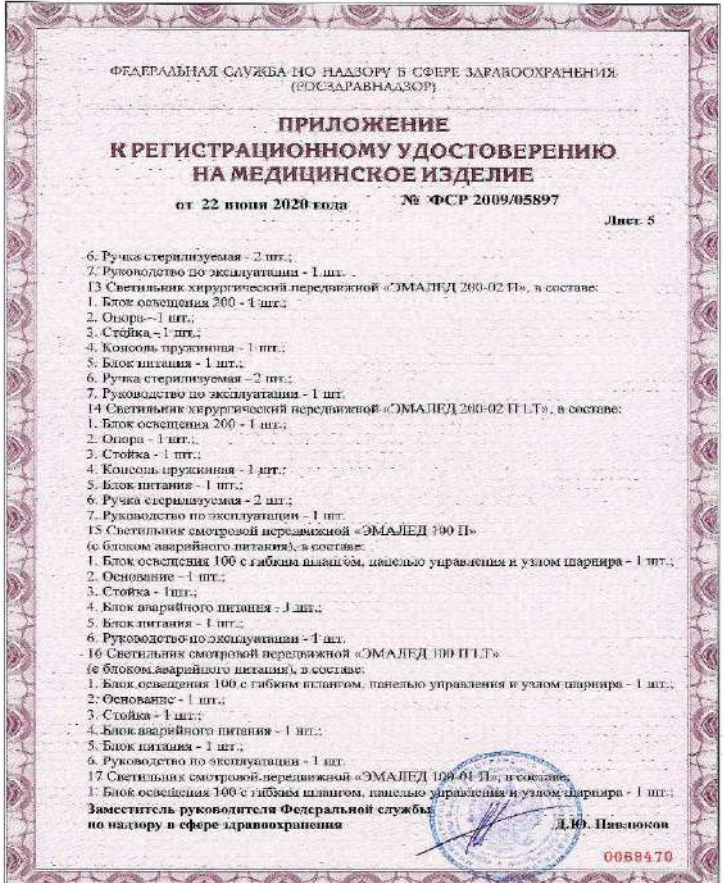 ФЕДЕРАЛЬНАЯ СЛУЖБА ПО НАДЗОРУ В СФЕРЕ ЗДРАВООХРАНЕНИЯ
(РОСЗДРАВНАДЗОР)
ПРИЛОЖЕНИЕ
К РЕГИСТРАЦИОННОМУ УДОСТОВЕРЕНИЮ
НА МЕДИЦИНСКОЕ ИЗДЕЛИЕ
от 22 июня 2020 года № ФСР 2009/05897
Лист 5
6. Ручка стерилизуемая - 2 шт.;
7. Руководство по эксплуатации - 1 шт.
13 Светильник хирургический передвижной «ЭМАЛЕД 200-02 П», в составе:
1. Блок освещения 200 - 1 шт.;
2. Опора - 1 шт.;
3. Стойка - 1 шт.;
4. Консоль пружинная - 1 шт.;
5. Блок питания - 1 шт.;
6. Ручка стерилизуемая - 2 шт.;
7. Руководство по эксплуатации - 1 шт.
14 Светильник хирургический передвижной «ЭМАЛЕД 200-02 П LT», в составе:
1. Блок освещения 200 - 1 шт.;
2. Опора - 1 шт.;
3. Стойка - 1 шт.;
4. Консоль пружинная - 1 шт.;
5. Блок питания - 1 шт.;
6. Ручка стерилизуемая - 2 шт.;
7. Руководство по эксплуатации - 1 шт.
15 Светильник смотровой передвижной «ЭМАЛЕД 100 П»
(с блоком аварийного питания), в составе:
1. Блок освещения 100 с гибким шлангом, панелью управления и узлом шарнира - 1 шт.;
2. Основание - 1 шт.;
3. Стойка - 1шт.;
4. Блок аварийного питания - 1 шт.;
5. Блок питания - 1 шт.;
6. Руководство по эксплуатации - 1 шт.
16 Светильник смотровой передвижной «ЭМАЛЕД 100 П LT»
(с блоком аварийного питания), в составе:
1. Блок освещения 100 с гибким шлангом, панелью управления и узлом шарнира - 1 шт.;
2. Основание - 1 шт.;
3. Стойка - 1 шт.;
4. Блок аварийного питания - 1 шт.;
5. Блок питания - 1 шт.;
6. Руководство по эксплуатации - 1 шт.
17 Светильник смотровой передвижной «ЭМАЛЕД 100-01 П», в составе:
1. Блок освещения 100 с гибким шлангом, панелью управления и узлом шарнира - 1 шт.;
Заместитель руководителя Федеральной службы
по надзору в сфере здравоохранения Д.Ю. Павлюков
0068470